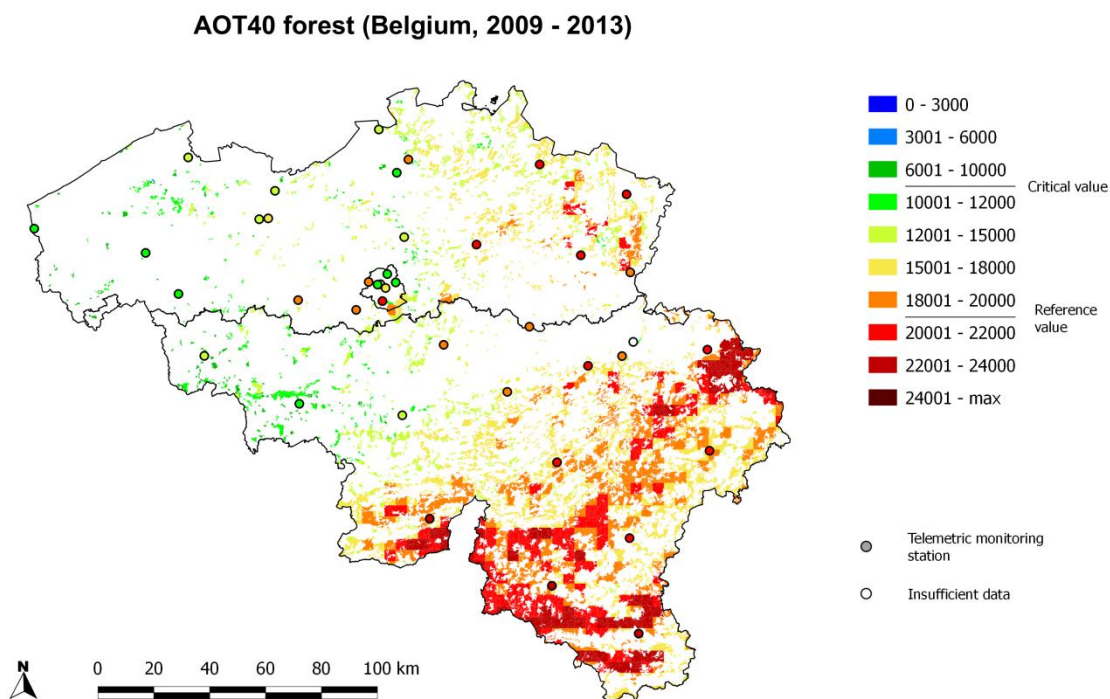 AOT40 forest (Belgium, 2009 - 2013)
0 - 3000
3001 - 6000
6001 - 10000
Critical value
10001 - 12000
12001 - 15000
15001 - 18000
18001 - 20000
Reference
value
20001 - 22000
22001 - 24000
24001 - max
Telemetric monitoring
station
Insufficient data
N
0 20 40 60 80 100 km